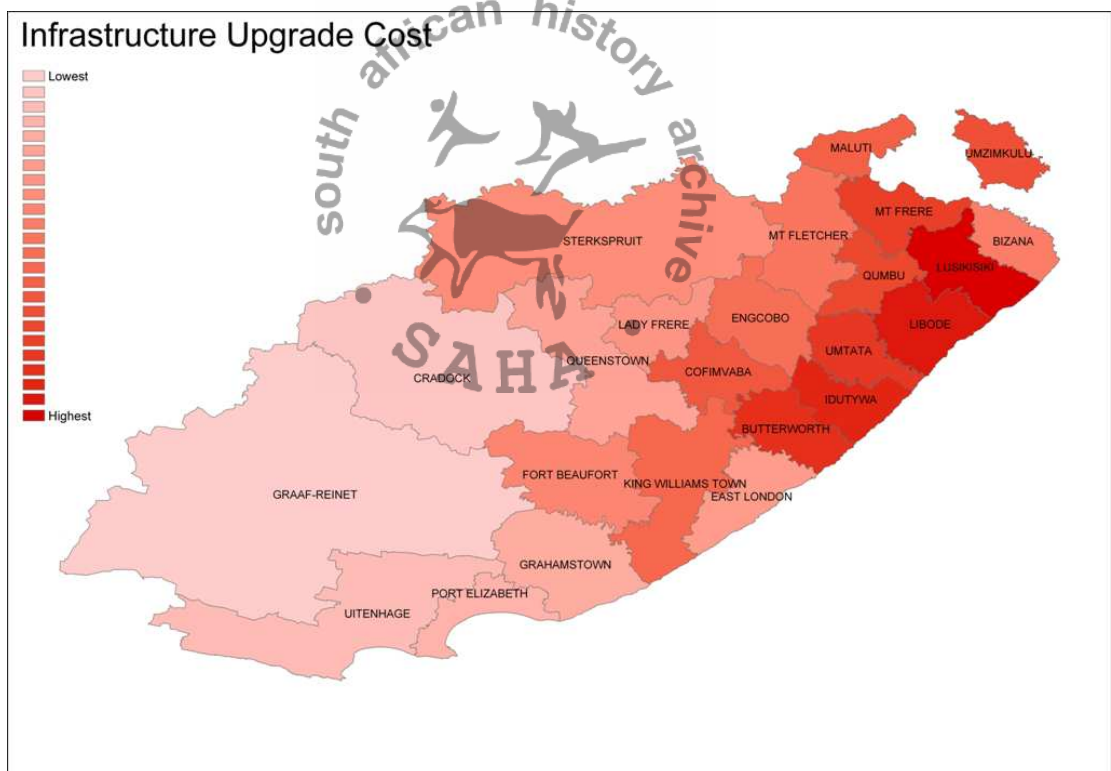 Infrastructure Upgrade Cost
Lowest
Highest
south african history archive
SAHA
MALUTI
UMZIMKULU
MT FRERE
MT FLETCHER
BIZANA
STERKSPRUIT
LUSIKISIKI
QUMBU
LADY FRERE
ENGCOBO
LIBODE
QUEENSTOWN
UMTATA
COFIMVABA
CRADOCK
IDUTYWA
BUTTERWORTH
FORT BEAUFORT
KING WILLIAMS TOWN
GRAAF-REINET
EAST LONDON
GRAHAMSTOWN
PORT ELIZABETH
UITENHAGE